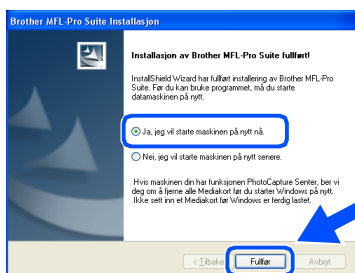 Brother MFL-Pro Suite Installasjon
Installasjon av Brother MFL-Pro Suite fullført!
InstallShield Wizard har fullført installering av Brother MFL-Pro
Suite. Før du kan bruke programmet, må du starte
datamaskinen på nytt.
Ja, jeg vil starte maskinen på nytt nå.
Nei, jeg vil starte maskinen på nytt senere.
Hvis maskinen din har funksjonen PhotoCapture Senter, ber vi
deg om å fjerne alle Mediakort før du starter Windows på nytt.
Ikke sett inn et Mediakort før Windows er ferdig lastet.
< Tilbake Fullfør Avbryt